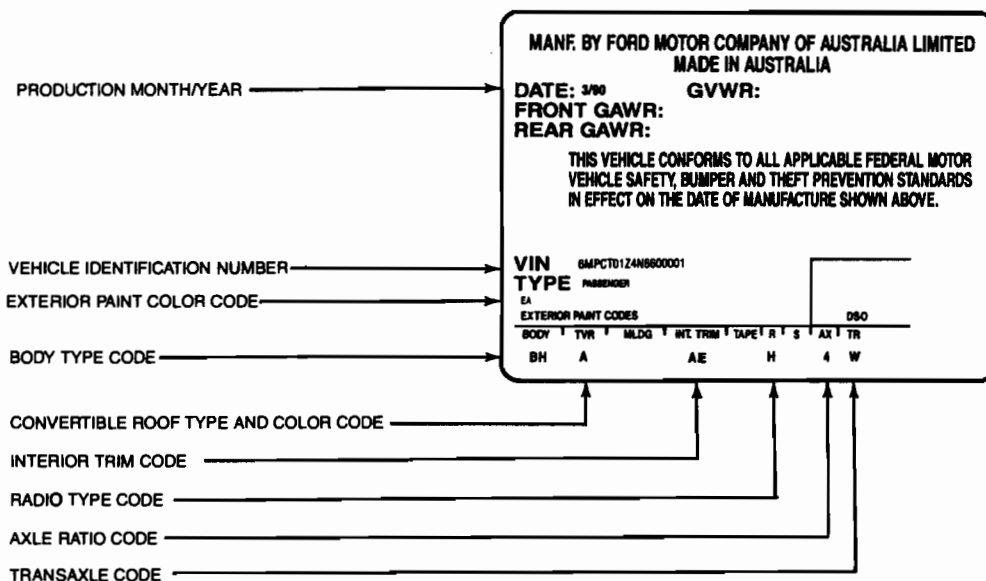 MANF. BY FORD MOTOR COMPANY OF AUSTRALIA LIMITED
MADE IN AUSTRALIA
PRODUCTION MONTH/YEAR
DATE: 3/90 GVWR:
FRONT GAWR:
REAR GAWR:
THIS VEHICLE CONFORMS TO ALL APPLICABLE FEDERAL MOTOR
VEHICLE SAFETY, BUMPER AND THEFT PREVENTION STANDARDS
IN EFFECT ON THE DATE OF MANUFACTURE SHOWN ABOVE.
VEHICLE IDENTIFICATION NUMBER
VIN 6MPCT01Z4N8600001
TYPE PASSENGER
EXTERIOR PAINT COLOR CODE
EA
EXTERIOR PAINT CODES DSO
BODY TVR MLDG INT. TRIM TAPE R S AX TR
BODY TYPE CODE
BH A AE H 4 W
CONVERTIBLE ROOF TYPE AND COLOR CODE
INTERIOR TRIM CODE
RADIO TYPE CODE
AXLE RATIO CODE
TRANSAXLE CODE